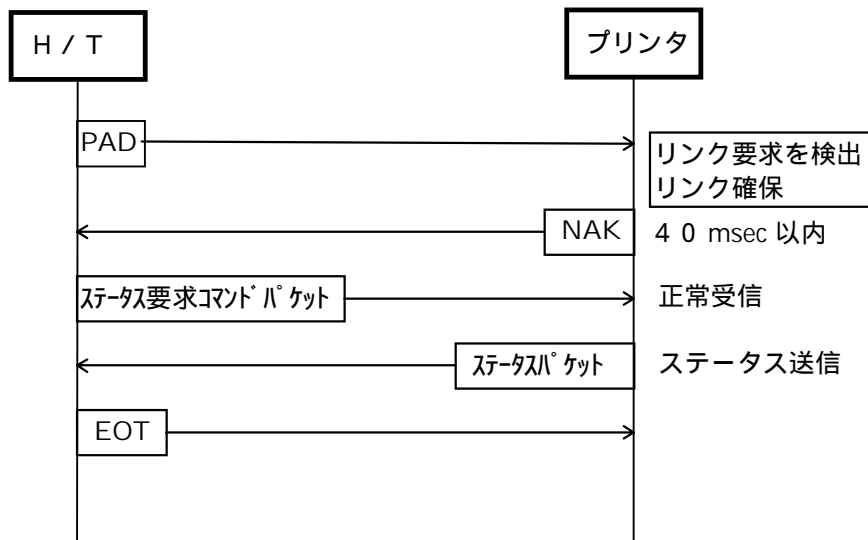 H / T
プリンタ
PAD
リンク要求を検出
リンク確保
NAK
４０ msec 以内
ｽﾃｰﾀｽ要求ｺﾏﾝﾄﾞﾊﾟｹｯﾄ
正常受信
ｽﾃｰﾀｽﾊﾟｹｯﾄ
ステータス送信
EOT